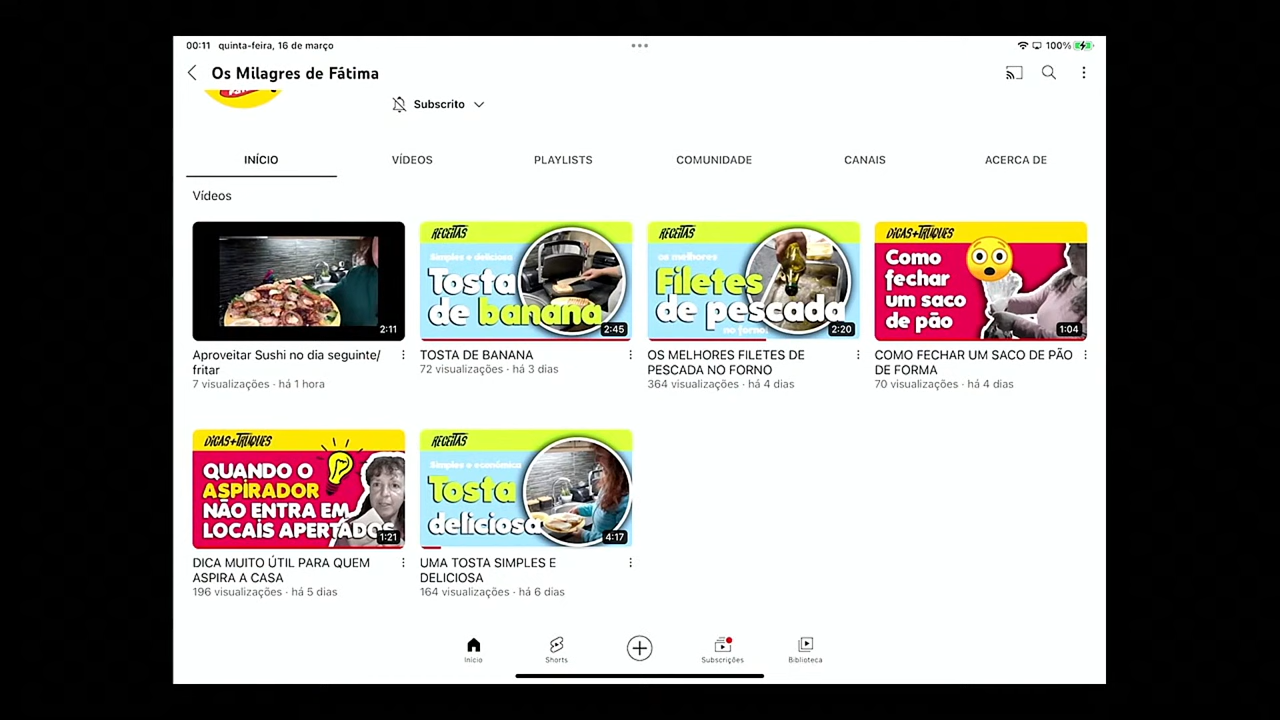 00:11 quinta-feira, 16 de março
100%
Os Milagres de Fátima
Subscrito
INÍCIO VÍDEOS PLAYLISTS COMUNIDADE CANAIS ACERCA DE
Vídeos
2:11
Aproveitar Sushi no dia seguinte/
fritar
7 visualizações · há 1 hora
RECEITAS
Simples e deliciosa
Tosta
de banana
2:45
TOSTA DE BANANA
72 visualizações · há 3 dias
RECEITAS
os melhores
Filetes
de pescada
no forno!
2:20
OS MELHORES FILETES DE
PESCADA NO FORNO
364 visualizações · há 4 dias
DICAS+TRUQUES
Como
fechar
um saco
de pão
1:04
COMO FECHAR UM SACO DE PÃO
DE FORMA
70 visualizações · há 4 dias
DICAS+TRUQUES
QUANDO O
ASPIRADOR
NÃO ENTRA EM
LOCAIS APERTADOS
1:21
DICA MUITO ÚTIL PARA QUEM
ASPIRA A CASA
196 visualizações · há 5 dias
RECEITAS
Simples e económica
Tosta
deliciosa
4:17
UMA TOSTA SIMPLES E
DELICIOSA
164 visualizações · há 6 dias
Início Shorts Subscrições Biblioteca